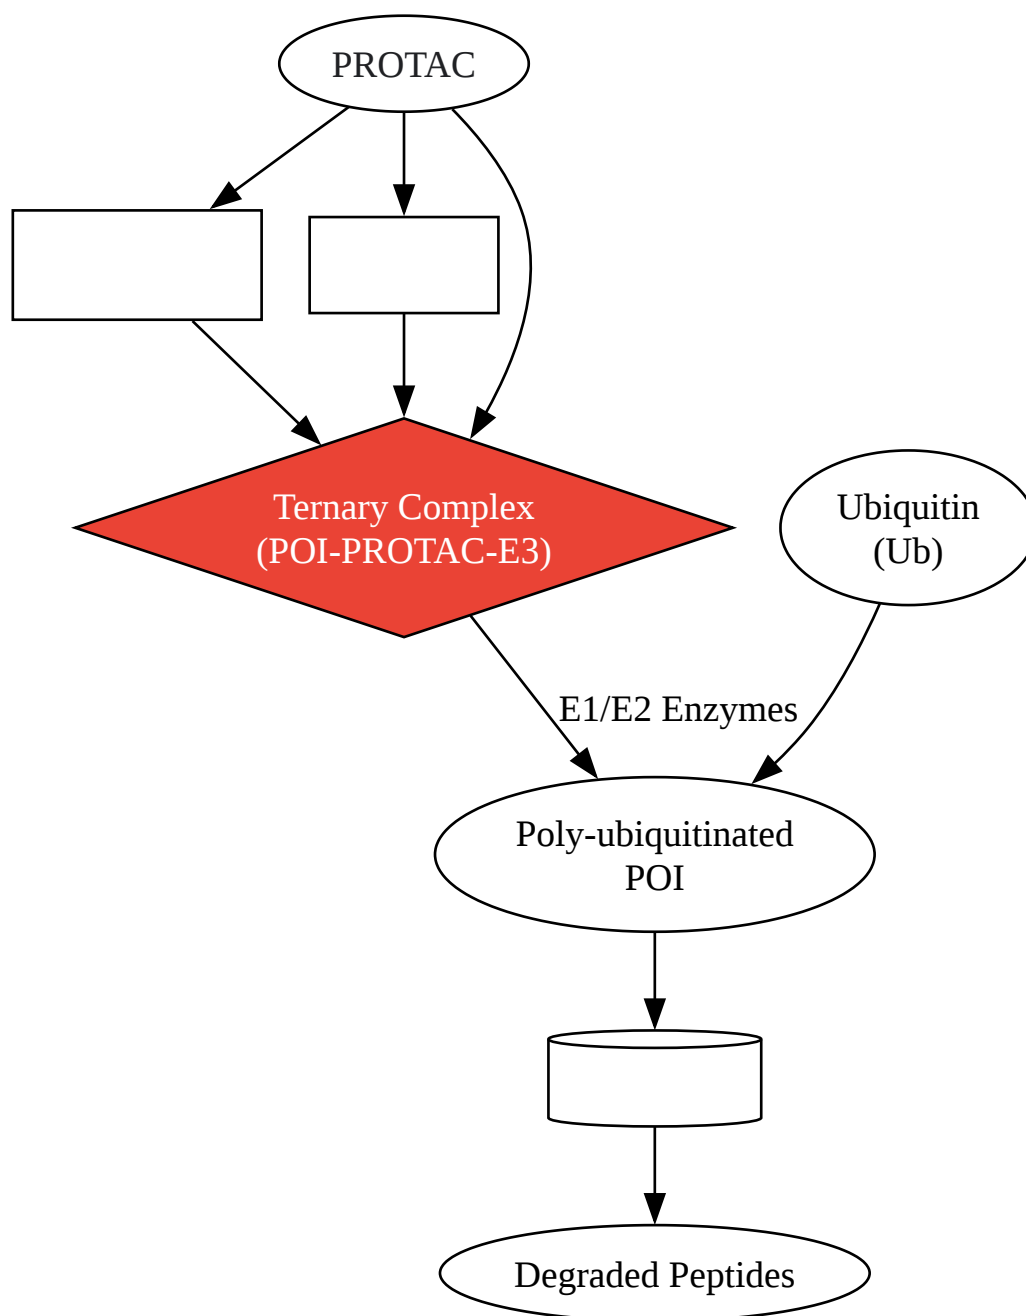 PROTAC
Ternary Complex
(POI-PROTAC-E3)
Ubiquitin
(Ub)
E1/E2 Enzymes
Poly-ubiquitinated
POI
Degraded Peptides